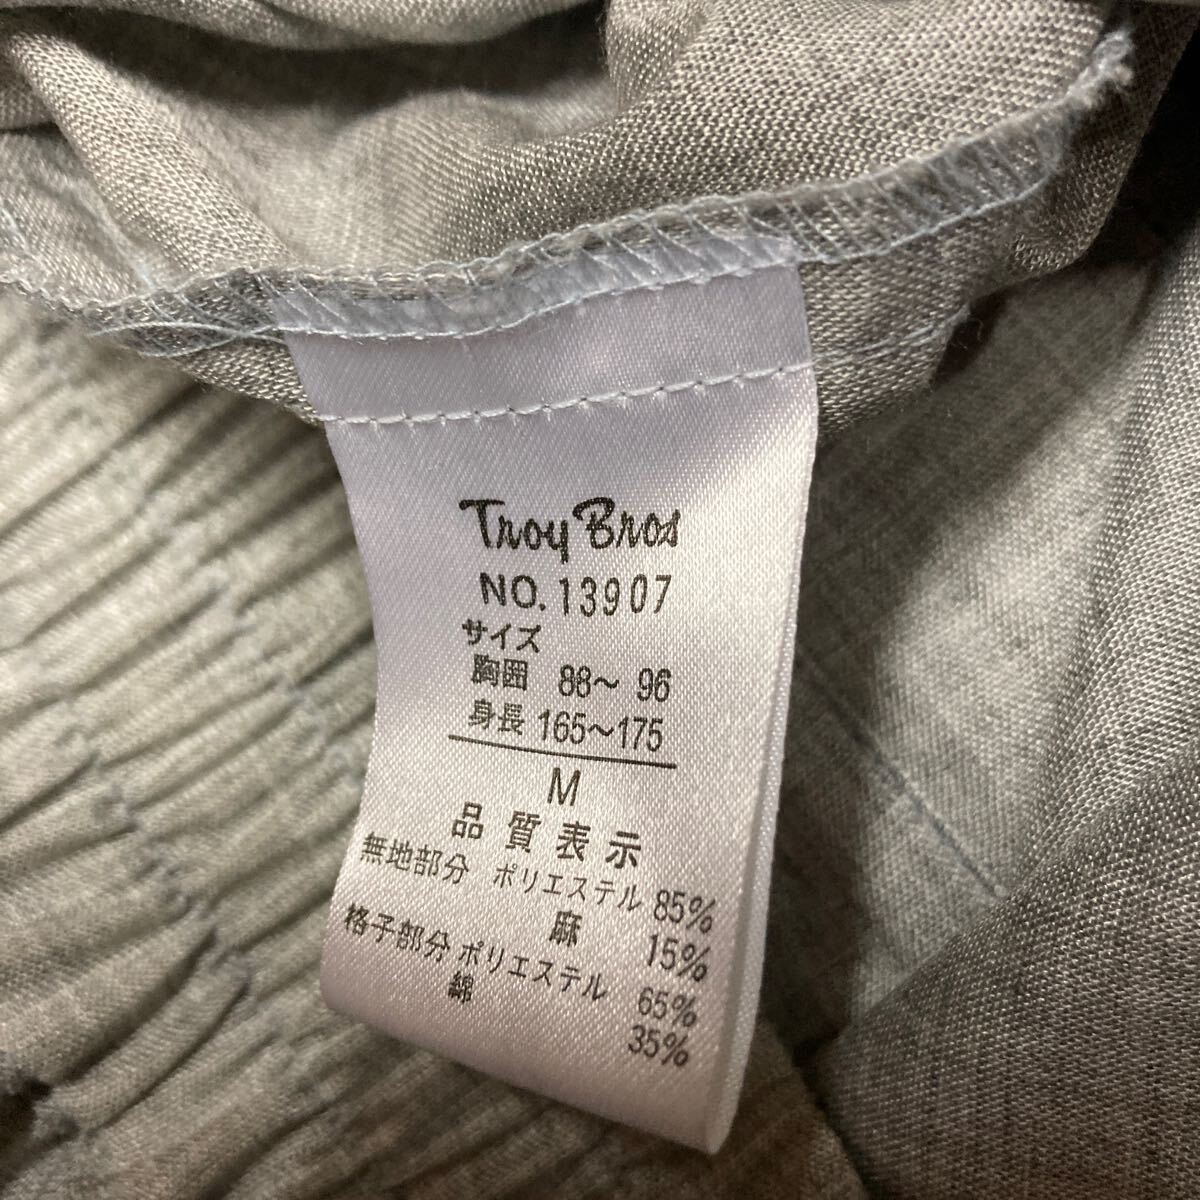 Troy Bros
NO. 13907
サイズ
胸囲 88～ 96
身長 165～175
M
品質表示
無地部分 ポリエステル 85%
麻 15%
格子部分 ポリエステル 65%
綿 35%